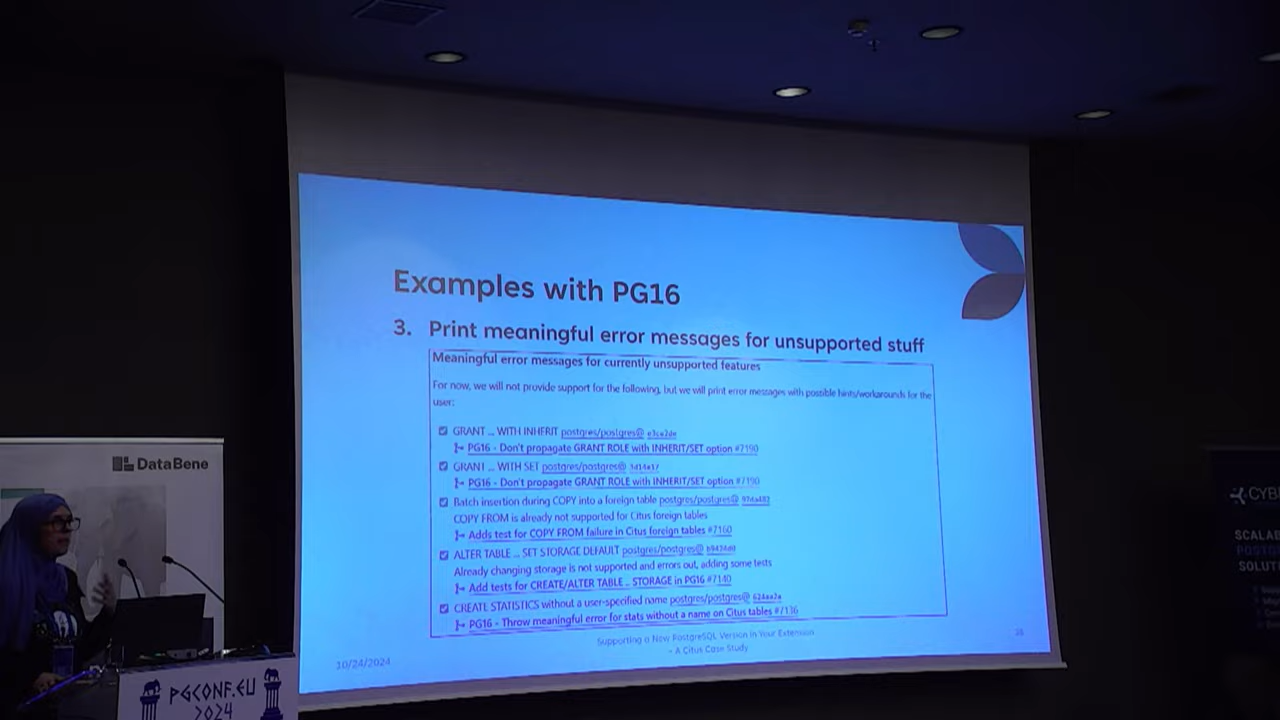 Examples with PG16
3. Print meaningful error messages for unsupported stuff
Meaningful error messages for currently unsupported features
For now, we will not provide support for the following, but we will print error messages with possible hints/workarounds for the
user:
GRANT ... WITH INHERIT postgres/postgres@
PG16 - Don't propagate GRANT ROLE with INHERIT/SET option #7190
GRANT ... WITH SET postgres/postgres@
PG16 - Don't propagate GRANT ROLE with INHERIT/SET option #7190
Batch insertion during COPY into a foreign table postgres/postgres@
COPY FROM is already not supported for Citus foreign tables
Adds test for COPY FROM failure in Citus foreign tables #7160
ALTER TABLE ... SET STORAGE DEFAULT postgres/postgres@
Already changing storage is not supported and errors out, adding some tests
Add tests for CREATE/ALTER TABLE .. STORAGE in PG16 #7140
CREATE STATISTICS without a user-specified name postgres/postgres@
PG16 - Throw meaningful error for stats without a name on Citus tables #7136
Supporting a New PostgreSQL Version in Your Extension
- A Citus Case Study
10/24/2024
DataBene
PGCONF.EU
2024
CYB
SCALAB
POSTG
SOLUTI